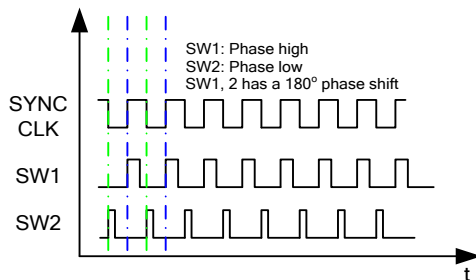 SW1: Phase high
SW2: Phase low
SW1, 2 has a 180° phase shift
SYNC
CLK
SW1
SW2
t